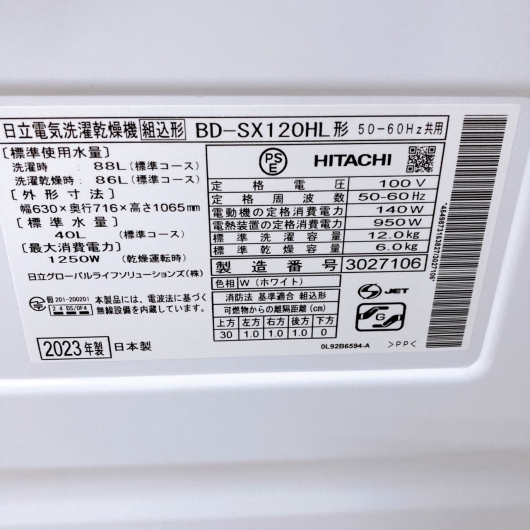 日立電気洗濯乾燥機 組込形 BD-SX120HL形 50-60Hz共用
[標準使用水量]
洗濯時 : 88L (標準コース)
洗濯乾燥時 : 86L (標準コース)
[外形寸法]
幅630×奥行716×高さ1065mm
[標準水量]
40L (標準コース)
[最大消費電力]
1250W (乾燥運転時)
日立グローバルライフソリューションズ(株)
201-200201
2.4 DS/OF4
本製品には、電波法に基づく
無線設備を内蔵しています。
2023年製 日本製
PSE HITACHI
定格電圧 100V
定格周波数 50-60Hz
電動機の定格消費電力 140W
電熱装置の定格消費電力 950W
標準洗濯容量 12.0kg
標準乾燥容量 6.0kg
製造番号 3027106
色相 W (ホワイト)
消防法 基準適合 組込形
可燃物からの離隔距離(cm)
上方 左方 右方 前方 後方 下方
30 1.0 1.0 1.0 1.0 0
S JET
G
0L92B6594-A >PP<